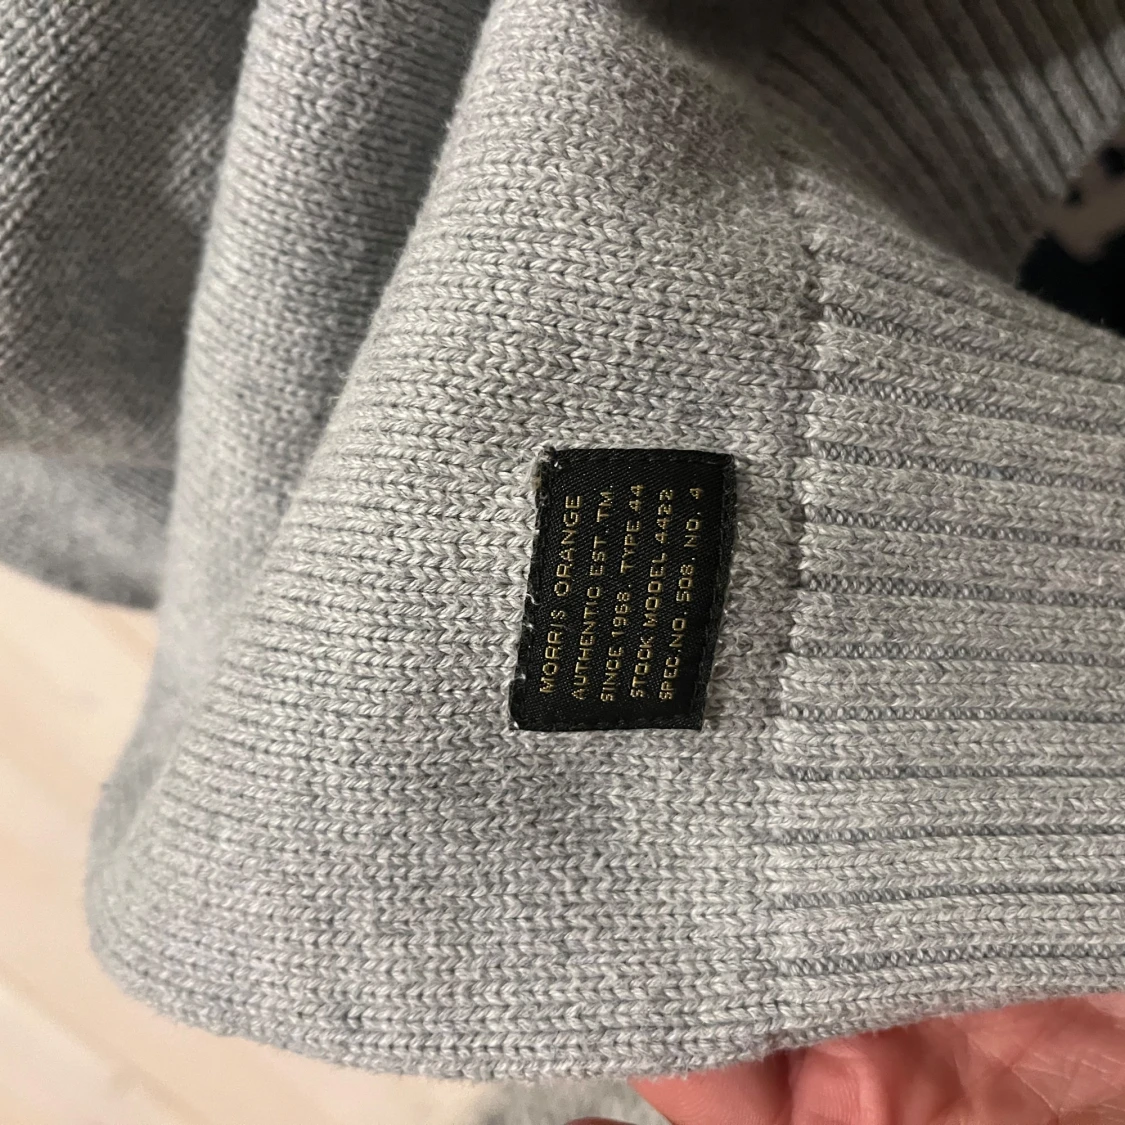 MORRIS ORANGE
AUTHENTIC EST .TM.
SINCE 1968 . TYPE 44
STOCK MODEL 4422
SPEC.NO. 508 . NO. 4